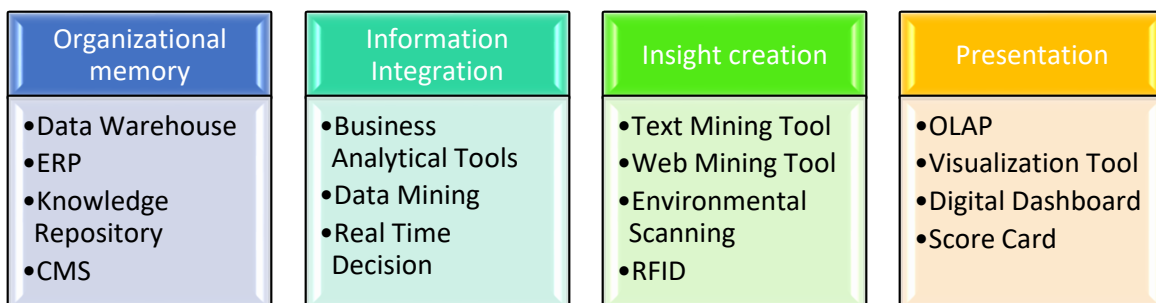 Organizational
memory
•Data Warehouse
•ERP
•Knowledge
Repository
•CMS
Information
Integration
•Business
Analytical Tools
•Data Mining
•Real Time
Decision
Insight creation
•Text Mining Tool
•Web Mining Tool
•Environmental
Scanning
•RFID
Presentation
•OLAP
•Visualization Tool
•Digital Dashboard
•Score Card